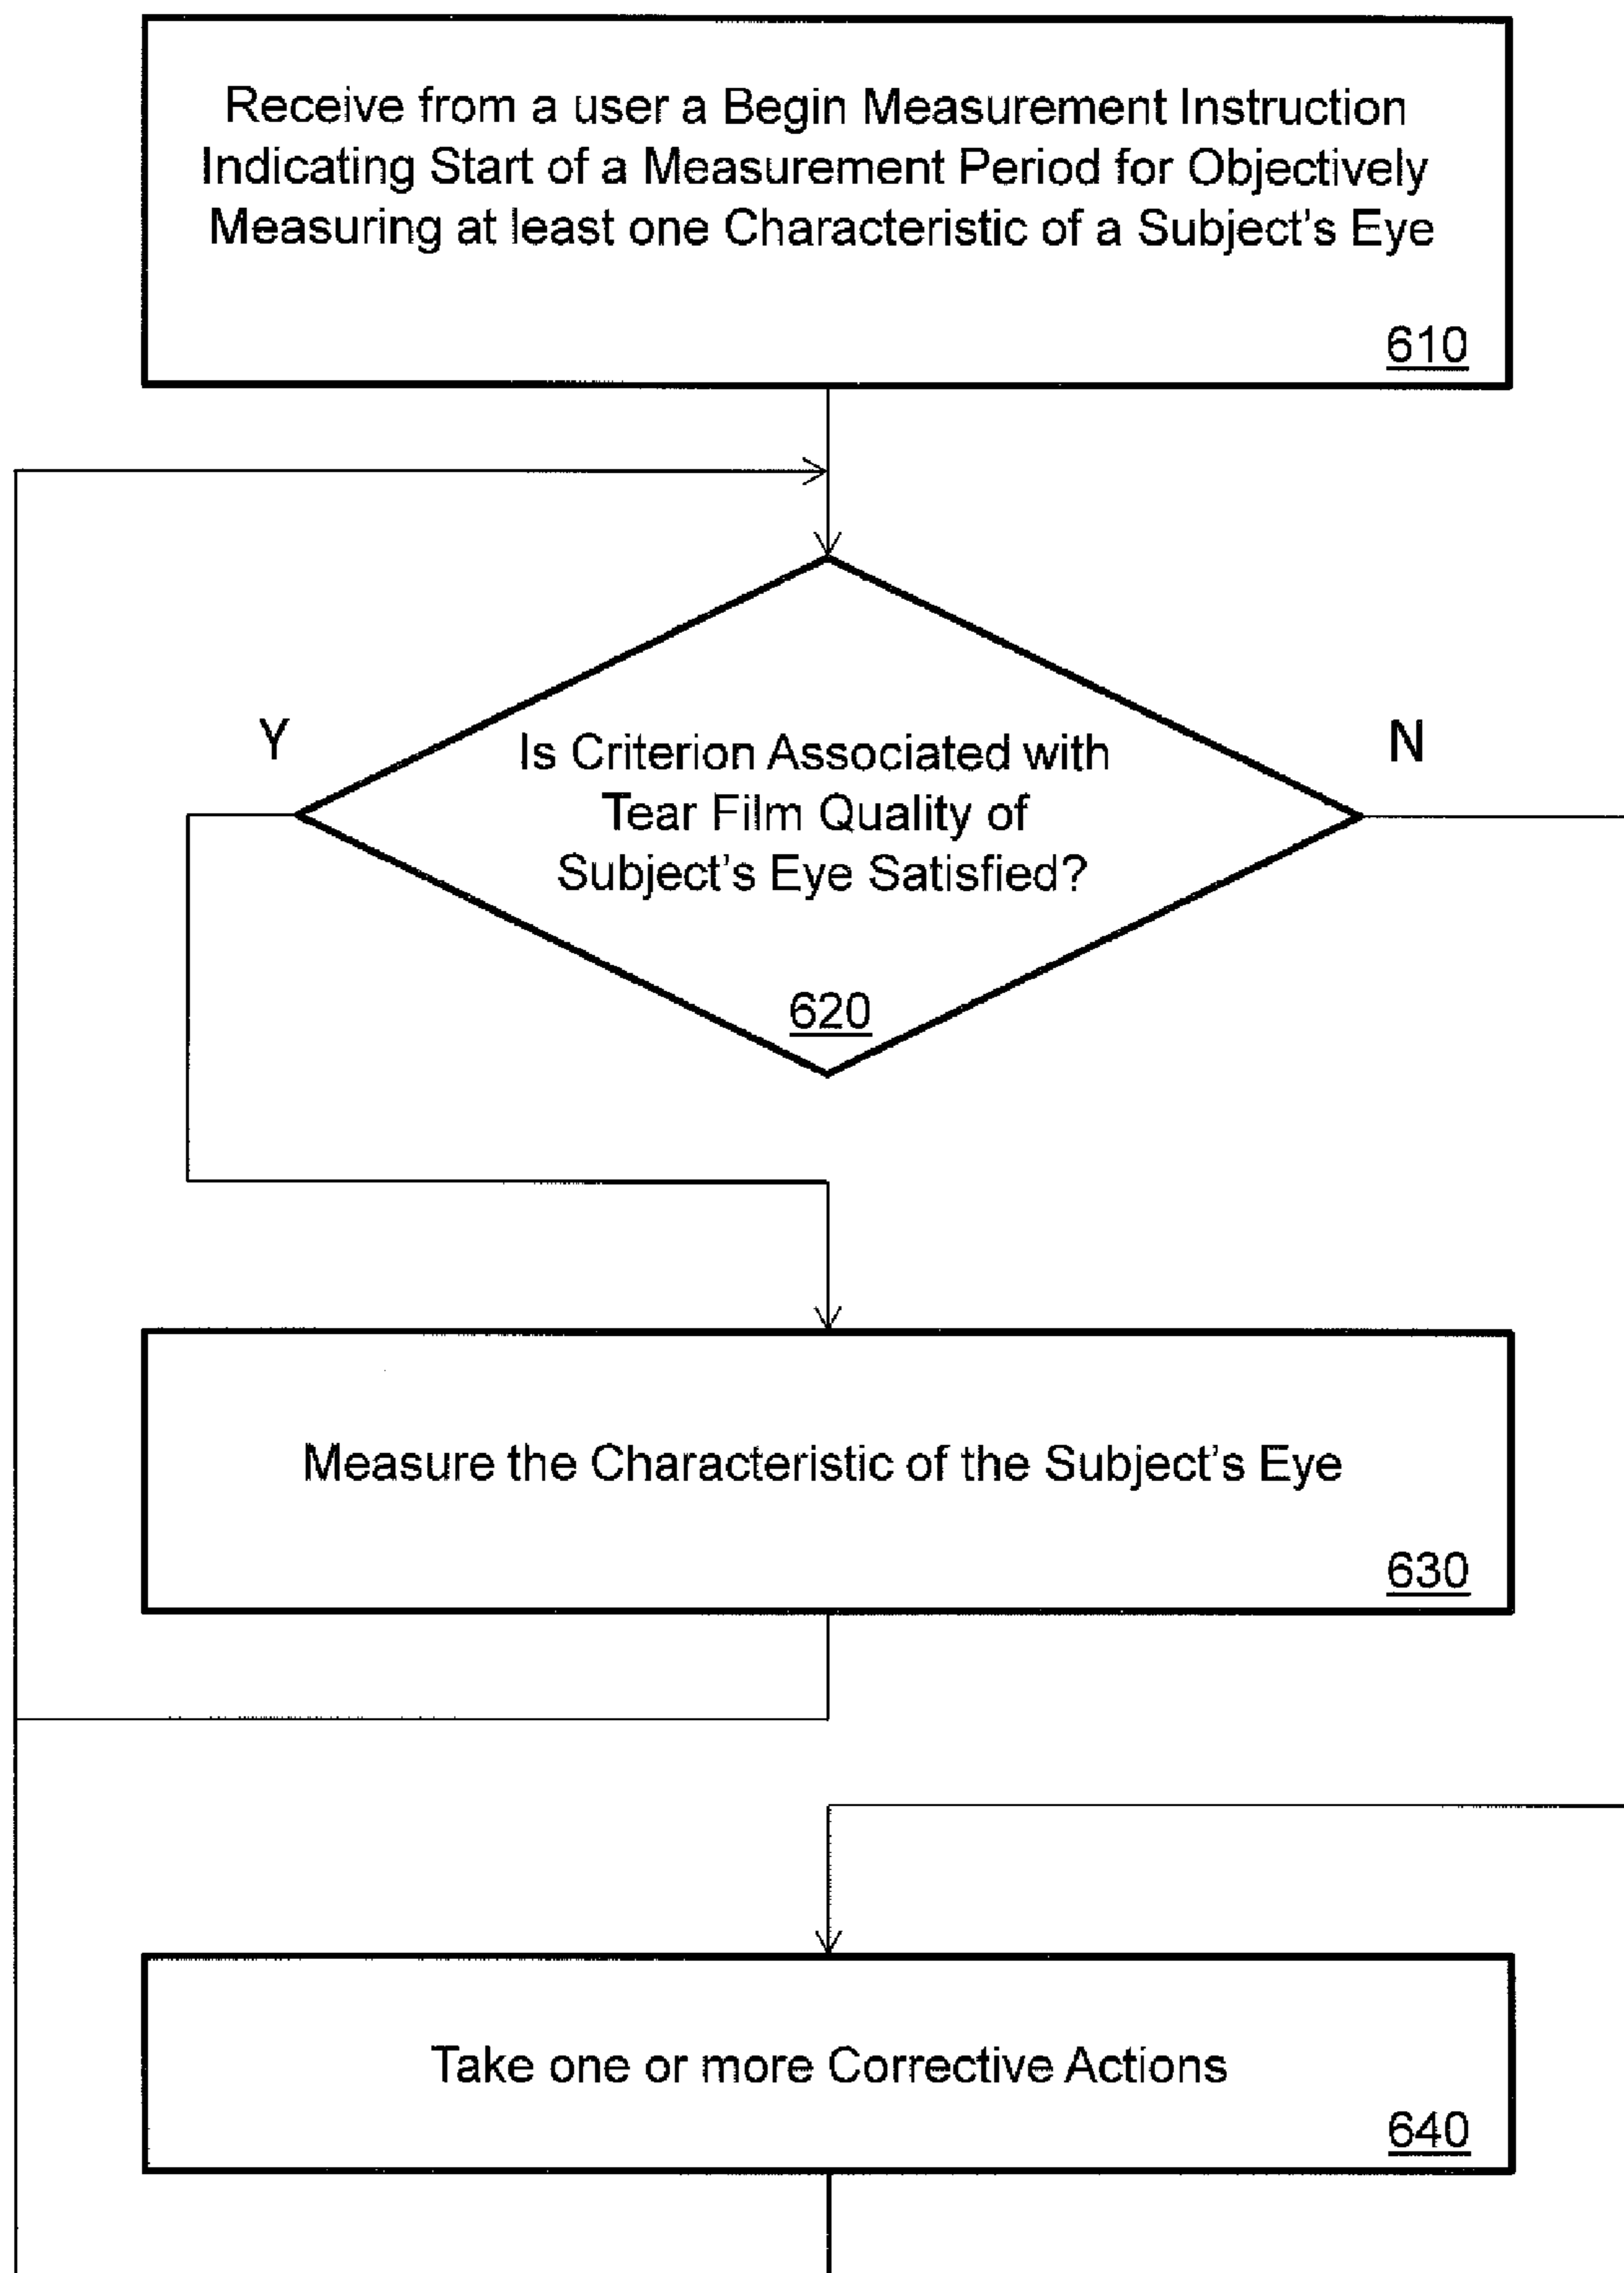 Receive from a user a Begin Measurement Instruction
Indicating Start of a Measurement Period for Objectively
Measuring at least one Characteristic of a Subject's Eye
610
Y
N
Is Criterion Associated with
Tear Film Quality of
Subject's Eye Satisfied?
620
Measure the Characteristic of the Subject's Eye
630
Take one or more Corrective Actions
640